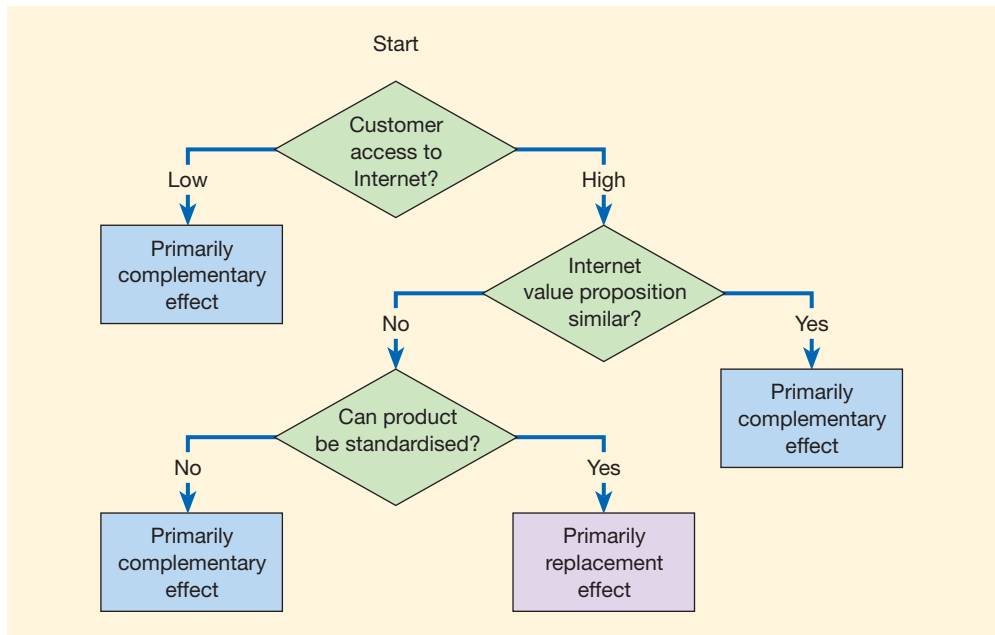 Start
Customer
access to
Internet?
Low
High
Primarily
complementary
effect
Internet
value proposition
similar?
No
Yes
Can product
be standardised?
Primarily
complementary
effect
No
Yes
Primarily
complementary
effect
Primarily
replacement
effect